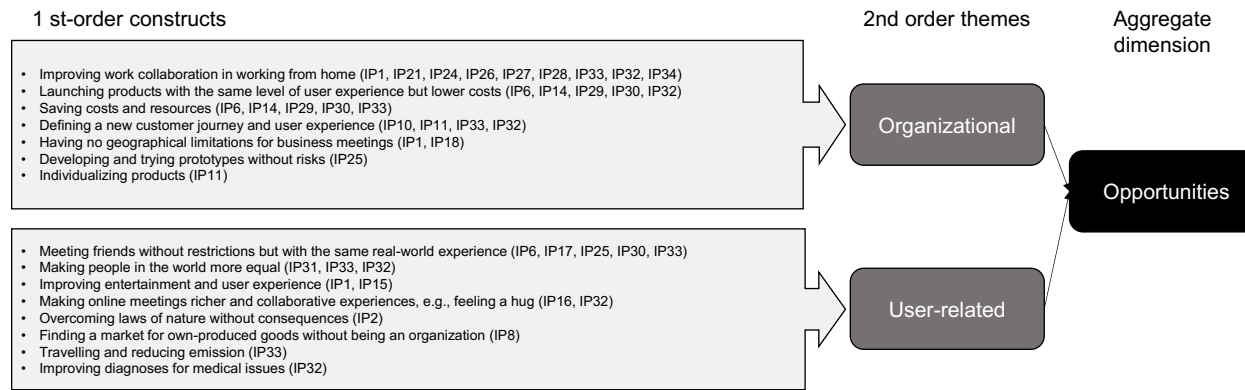 1 st-order constructs
2nd order themes
Aggregate
dimension
• Improving work collaboration in working from home (IP1, IP21, IP24, IP26, IP27, IP28, IP33, IP32, IP34)
• Launching products with the same level of user experience but lower costs (IP6, IP14, IP29, IP30, IP32)
• Saving costs and resources (IP6, IP14, IP29, IP30, IP33)
• Defining a new customer journey and user experience (IP10, IP11, IP33, IP32)
• Having no geographical limitations for business meetings (IP1, IP18)
• Developing and trying prototypes without risks (IP25)
• Individualizing products (IP11)
Organizational
Opportunities
• Meeting friends without restrictions but with the same real-world experience (IP6, IP17, IP25, IP30, IP33)
• Making people in the world more equal (IP31, IP33, IP32)
• Improving entertainment and user experience (IP1, IP15)
• Making online meetings richer and collaborative experiences, e.g., feeling a hug (IP16, IP32)
• Overcoming laws of nature without consequences (IP2)
• Finding a market for own-produced goods without being an organization (IP8)
• Travelling and reducing emission (IP33)
• Improving diagnoses for medical issues (IP32)
User-related